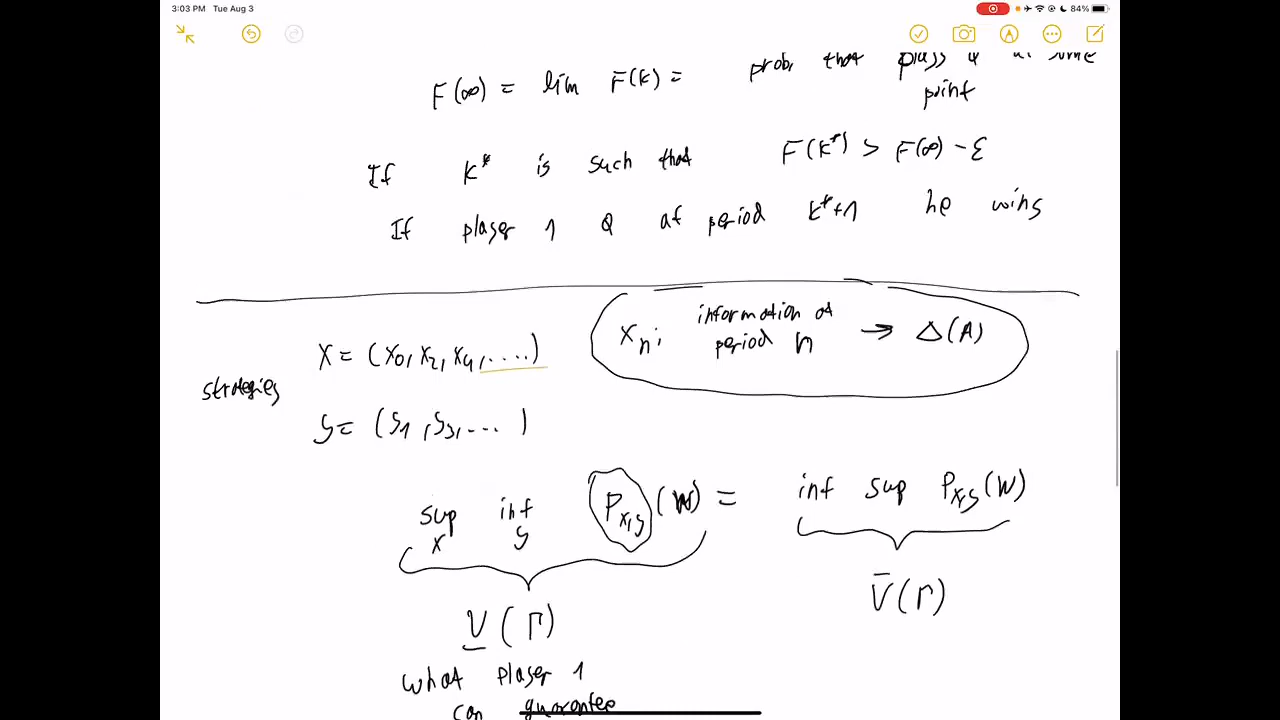 3:03 PM Tue Aug 3
84%
F(∞) = lim F(k) = prob. that plays Q at some
point
If k* is such that F(k*) > F(∞) - ε
If player 1 Q at period k*+1 he wins
x = (x0, x2, x4, ....)
xn: information at
period n → Δ(A)
strategies
y = (y1, y3, ... )
sup inf Px,y (W) = inf sup Px,y (W)
x y
V (Γ)
V̄ (Γ)
what player 1
can guarantee